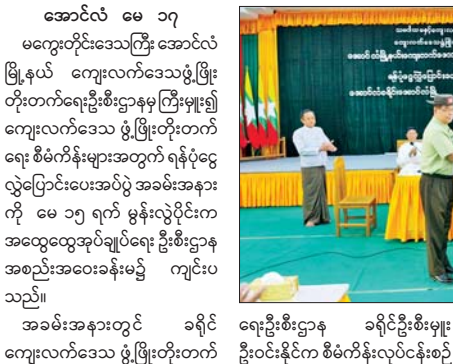 အောင်လံ မေ ၁၇
မကွေးတိုင်းဒေသကြီး အောင်လံ
မြို့နယ် ကျေးလက်ဒေသဖွံ့ဖြိုး
တိုးတက်ရေးဦးစီးဌာနမှကြီးမှူး၍
ကျေးလက်ဒေသ ဖွံ့ဖြိုးတိုးတက်
ရေး စီမံကိန်းများအတွက် ရန်ပုံငွေ
လွှဲပြောင်းပေးအပ်ပွဲ အခမ်းအနား
ကို မေ ၁၅ ရက် မွန်းလွဲပိုင်းက
အထွေထွေအုပ်ချုပ်ရေး ဦးစီးဌာန
အစည်းအဝေးခန်းမ၌ ကျင်းပ
သည်။
အခမ်းအနားတွင် ခရိုင်
ကျေးလက်ဒေသ ဖွံ့ဖြိုးတိုးတက်
ရေးဦးစီးဌာန ခရိုင်ဦးစီးမှူး
ဦးဝင်းနိုင်က စီမံကိန်းလုပ်ငန်းစဉ်